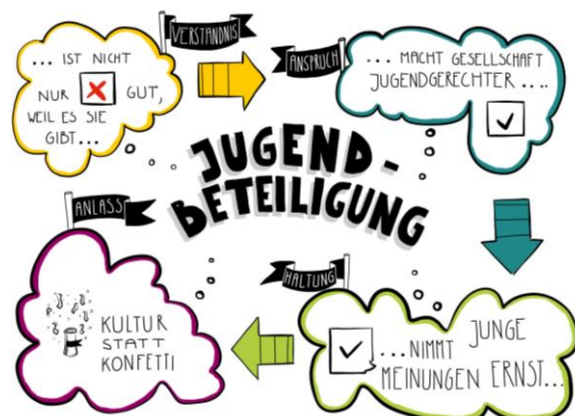 VERSTÄNDNIS
... IST NICHT
NUR GUT,
WEIL ES SIE
GIBT...
ANSPRUCH
... MACHT GESELLSCHAFT
JUGENDGERECHTER ....
JUGEND-
BETEILIGUNG
HALTUNG
JUNGE
...NIMMT
MEINUNGEN ERNST...
ANLASS
KULTUR
STATT
KONFETTI